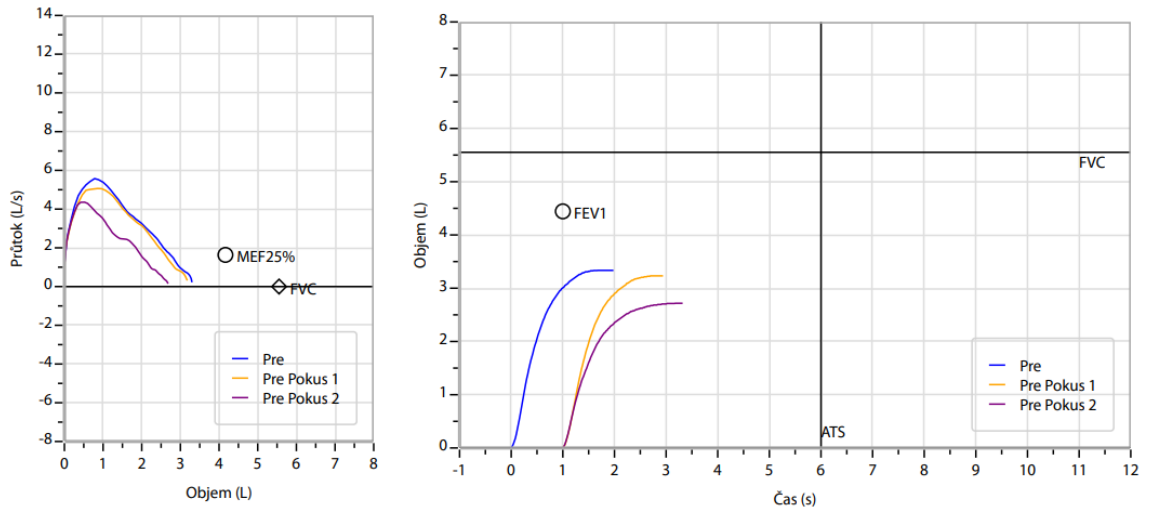 14
12
10
8
6
4
2
0
-2
-4
-6
-8
Průtok (L/s)
MEF25%
FVC
Pre
Pre Pokus 1
Pre Pokus 2
0 1 2 3 4 5 6 7 8
Objem (L)
8
7
6
5
4
3
2
1
0
Objem (L)
FVC
FEV1
Pre
Pre Pokus 1
Pre Pokus 2
ATS
-1 0 1 2 3 4 5 6 7 8 9 10 11 12
Čas (s)